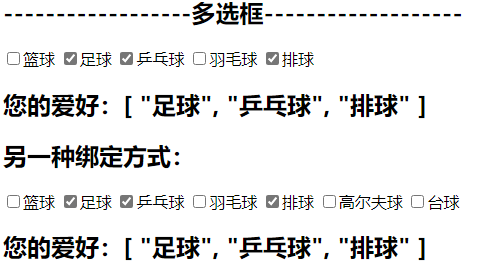 ------------------多选框-------------------
篮球 足球 乒乓球 羽毛球 排球
您的爱好：[ "足球", "乒乓球", "排球" ]
另一种绑定方式：
篮球 足球 乒乓球 羽毛球 排球 高尔夫球 台球
您的爱好：[ "足球", "乒乓球", "排球" ]